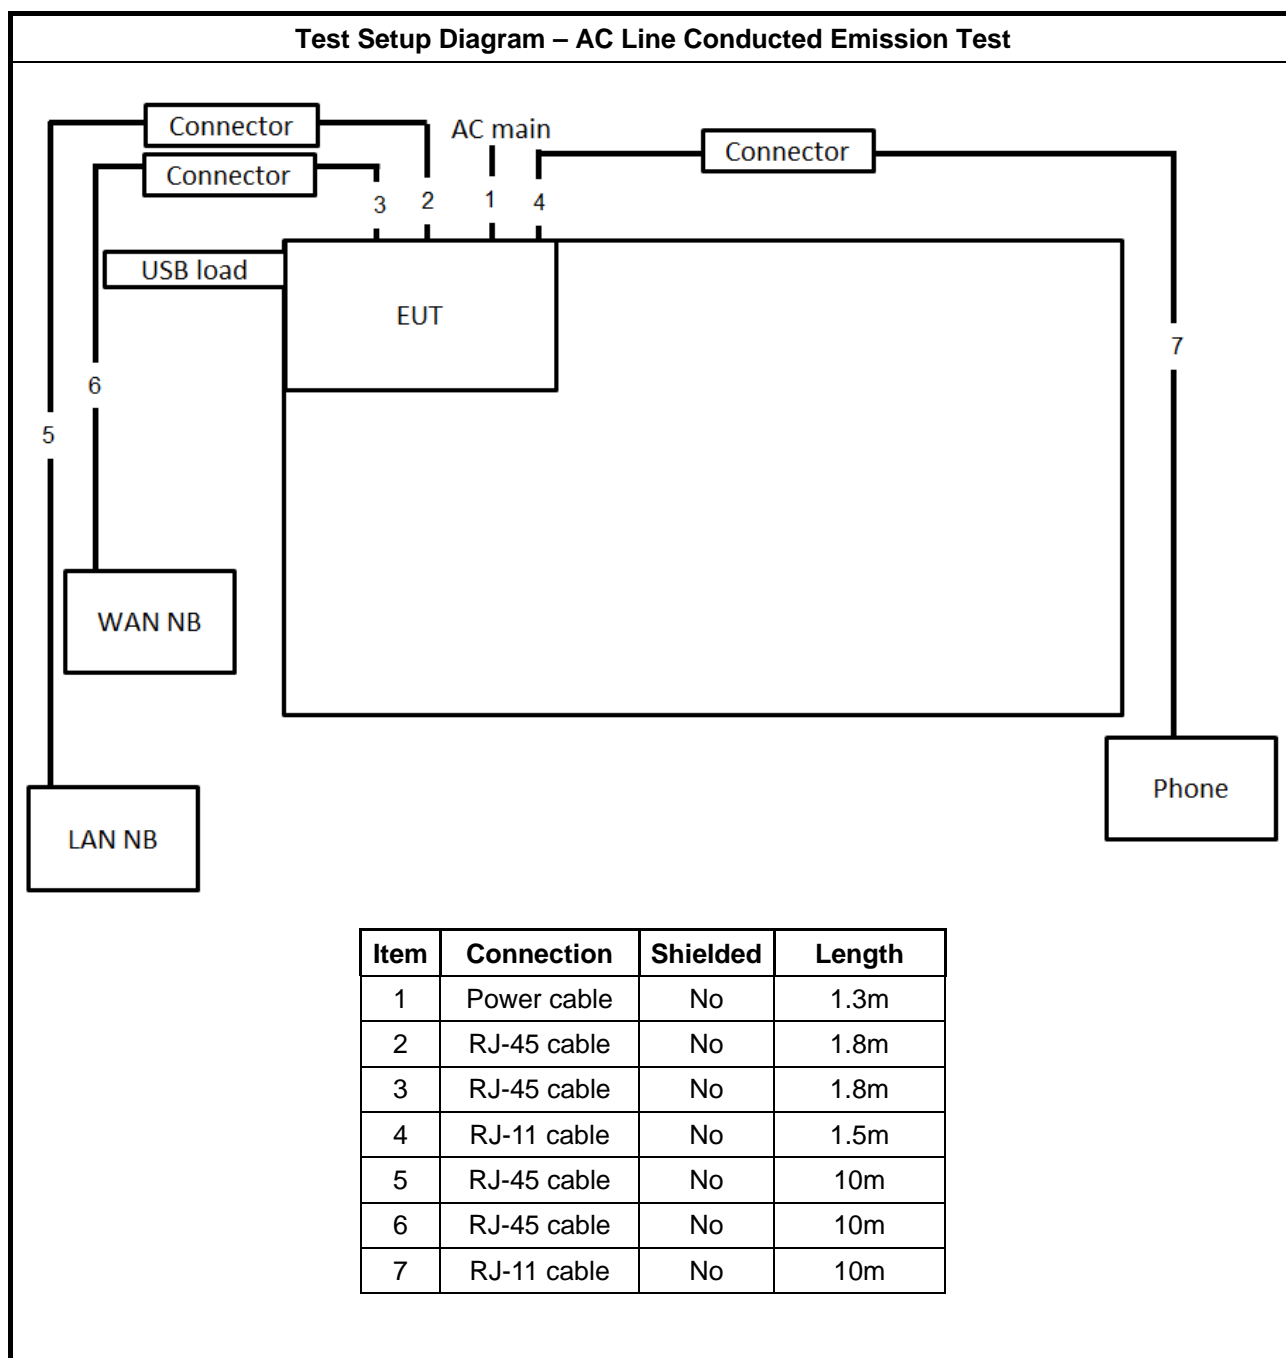 Test Setup Diagram – AC Line Conducted Emission Test
Connector
AC main
Connector
Connector
3
2
1
4
USB load
EUT
7
6
5
WAN NB
Phone
LAN NB
Item Connection Shielded Length
1 Power cable No 1.3m
2 RJ-45 cable No 1.8m
3 RJ-45 cable No 1.8m
4 RJ-11 cable No 1.5m
5 RJ-45 cable No 10m
6 RJ-45 cable No 10m
7 RJ-11 cable No 10m